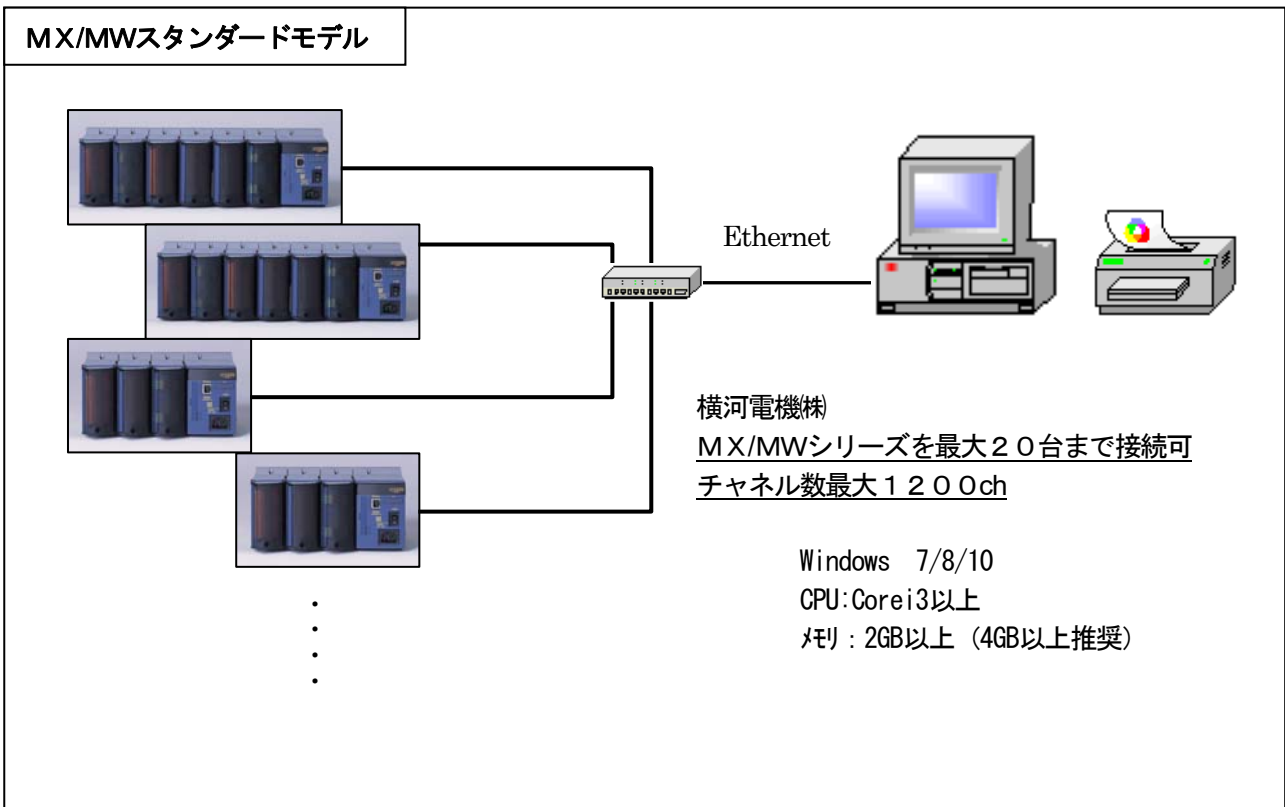 ＭＸ/MWスタンダードモデル
Ethernet
横河電機㈱
ＭＸ/ＭＷシリーズを最大２０台まで接続可
チャネル数最大１２００ch
Windows　7/8/10
CPU:Corei3以上
ﾒﾓﾘ：2GB以上（4GB以上推奨）